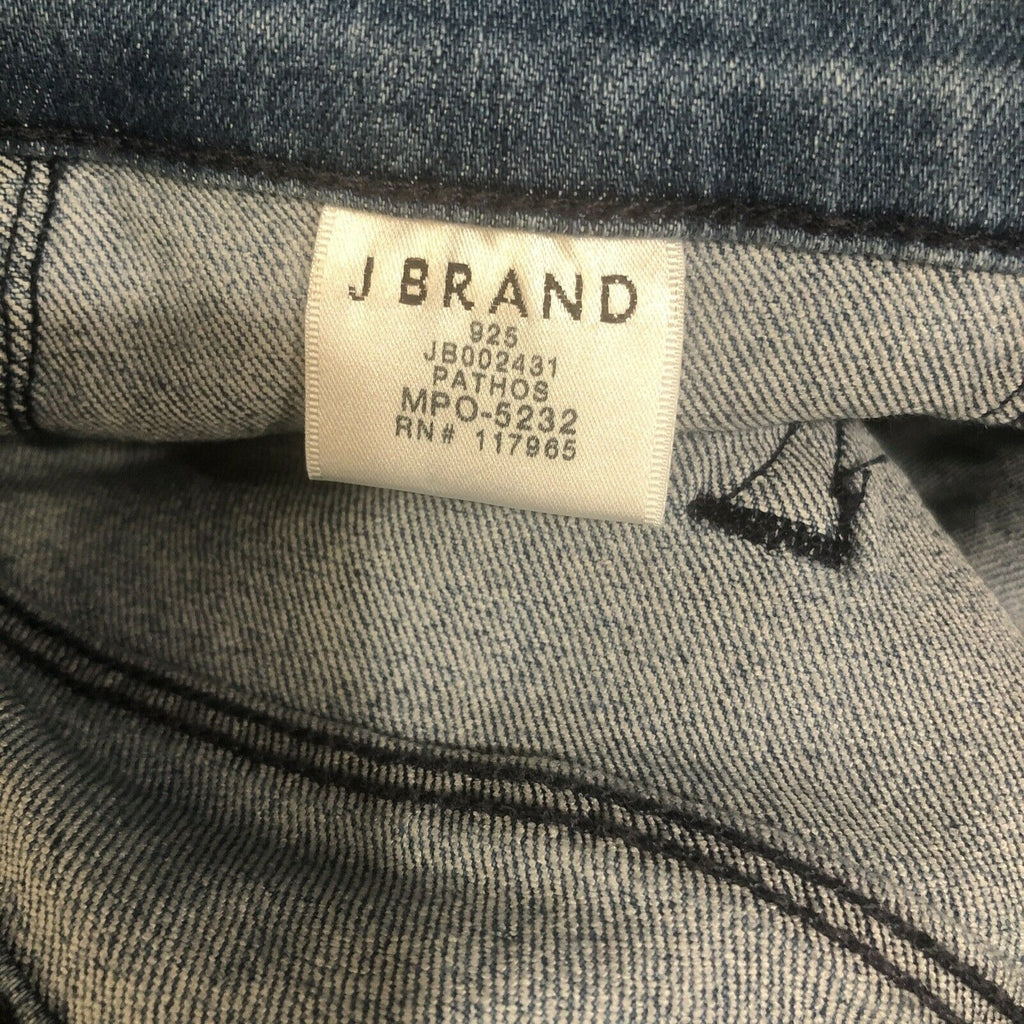 J BRAND
925
JB002431
PATHOS
MPO-5232
RN# 117965